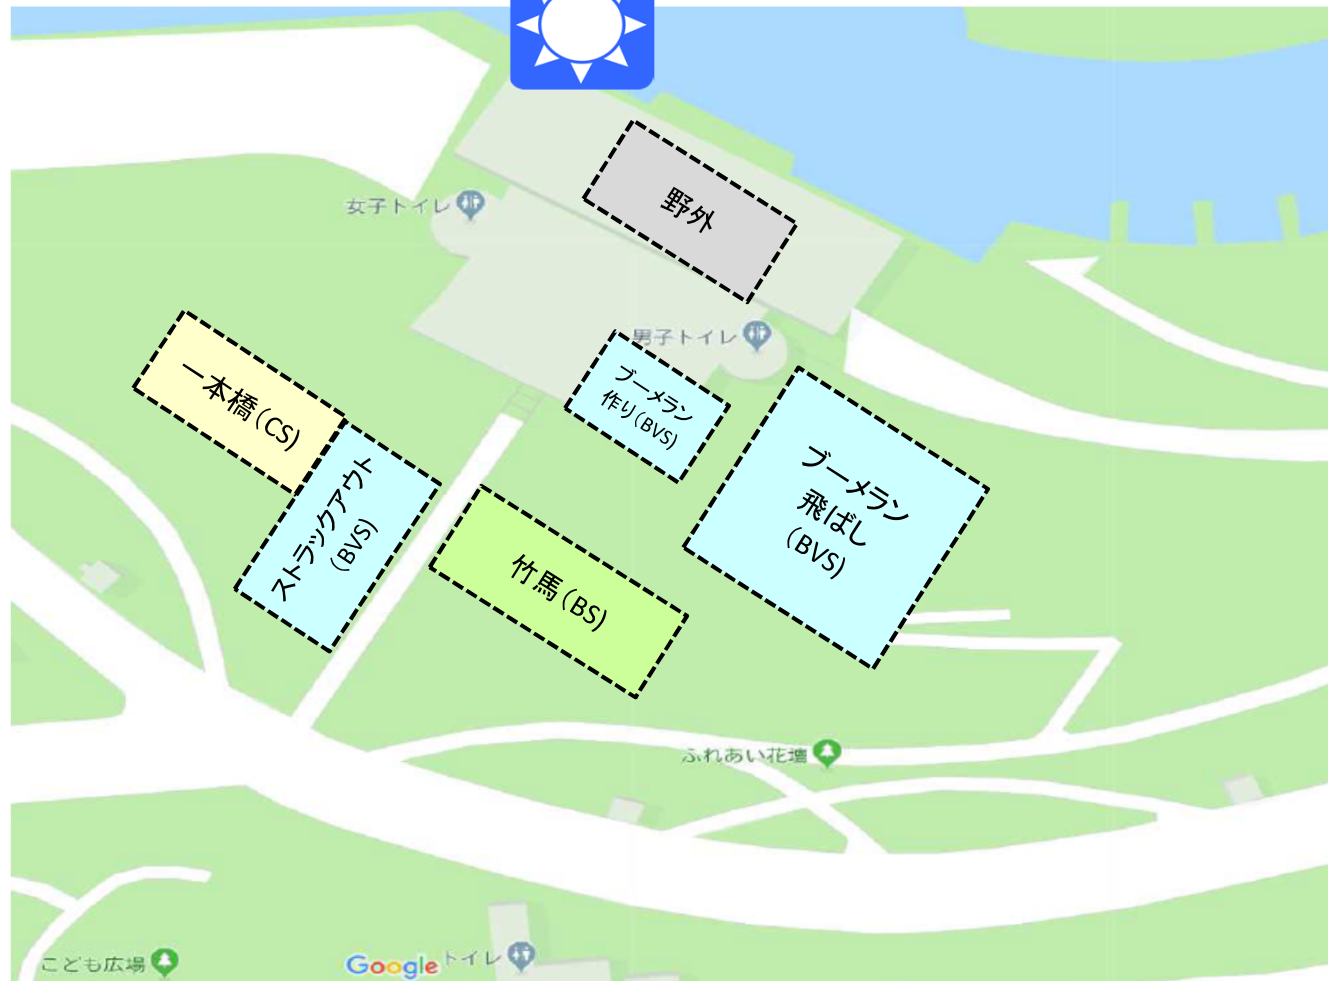 野外
女子トイレ
男子トイレ
一本橋(CS)
ブーメラン
作り(BVS)
ストラックアウト
(BVS)
ブーメラン
飛ばし
(BVS)
竹馬(BS)
ふれあい花壇
こども広場
Google
トイレ